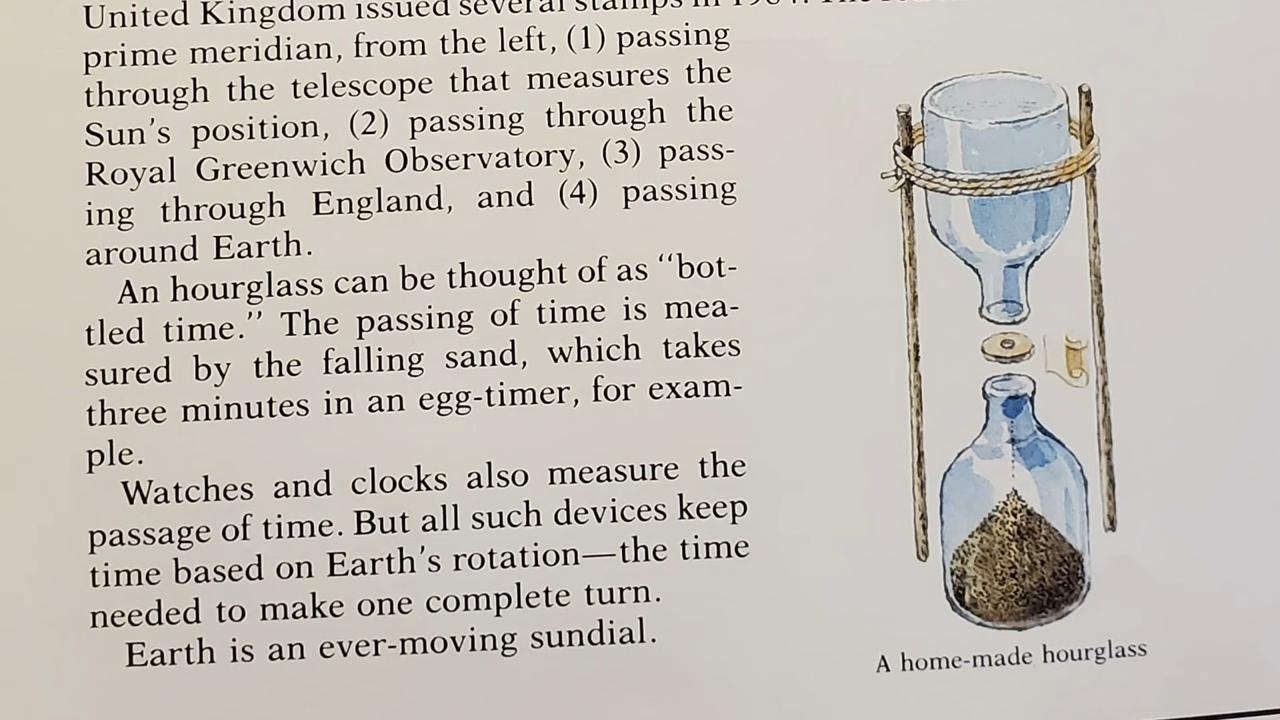 United Kingdom issued several stamps in
prime meridian, from the left, (1) passing
through the telescope that measures the
Sun's position, (2) passing through the
Royal Greenwich Observatory, (3) pass-
ing through England, and (4) passing
around Earth.
An hourglass can be thought of as "bot-
tled time." The passing of time is mea-
sured by the falling sand, which takes
three minutes in an egg-timer, for exam-
ple.
Watches and clocks also measure the
passage of time. But all such devices keep
time based on Earth's rotation—the time
needed to make one complete turn.
Earth is an ever-moving sundial.
A home-made hourglass